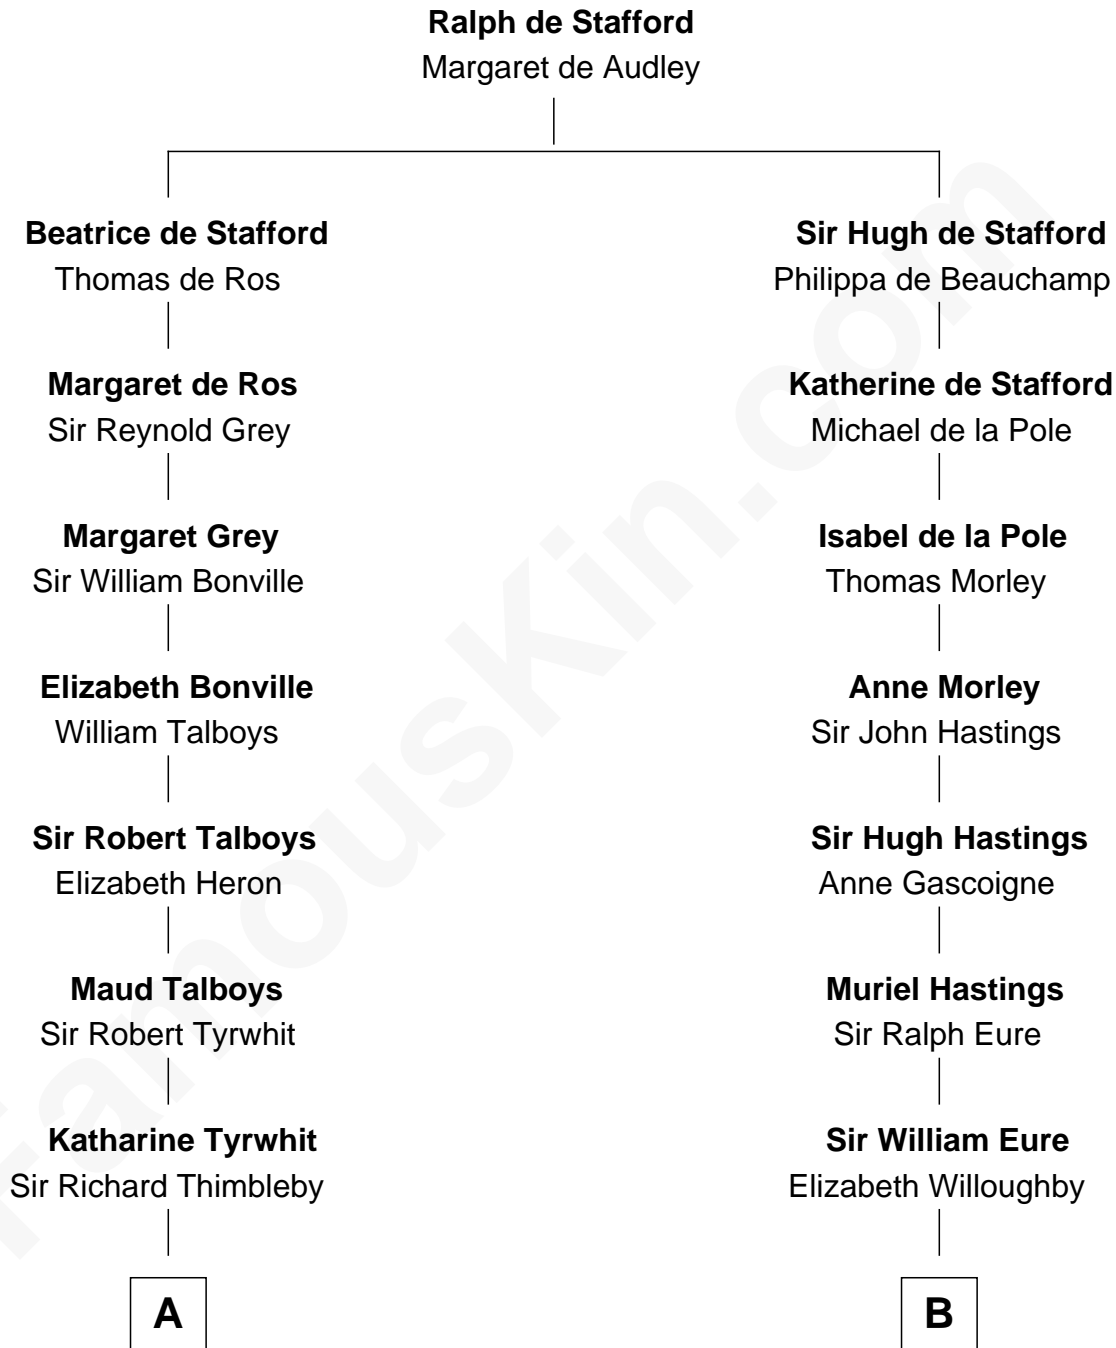 Ralph de Stafford
Margaret de Audley
Beatrice de Stafford
Thomas de Ros
Sir Hugh de Stafford
Philippa de Beauchamp
Margaret de Ros
Sir Reynold Grey
Katherine de Stafford
Michael de la Pole
Margaret Grey
Sir William Bonville
Isabel de la Pole
Thomas Morley
Elizabeth Bonville
William Talboys
Anne Morley
Sir John Hastings
Sir Robert Talboys
Elizabeth Heron
Sir Hugh Hastings
Anne Gascoigne
Maud Talboys
Sir Robert Tyrwhit
Muriel Hastings
Sir Ralph Eure
Katharine Tyrwhit
Sir Richard Thimbleby
Sir William Eure
Elizabeth Willoughby
A
B
FamousKin.com